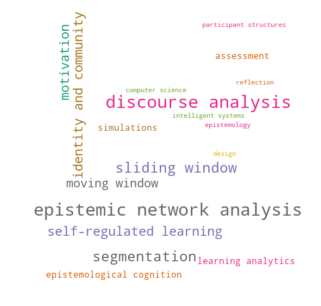 participant structures
motivation
identity and community
assessment
reflection
computer science
discourse analysis
intelligent systems
simulations
epistemology
design
sliding window
moving window
epistemic network analysis
self-regulated learning
segmentation
learning analytics
epistemological cognition